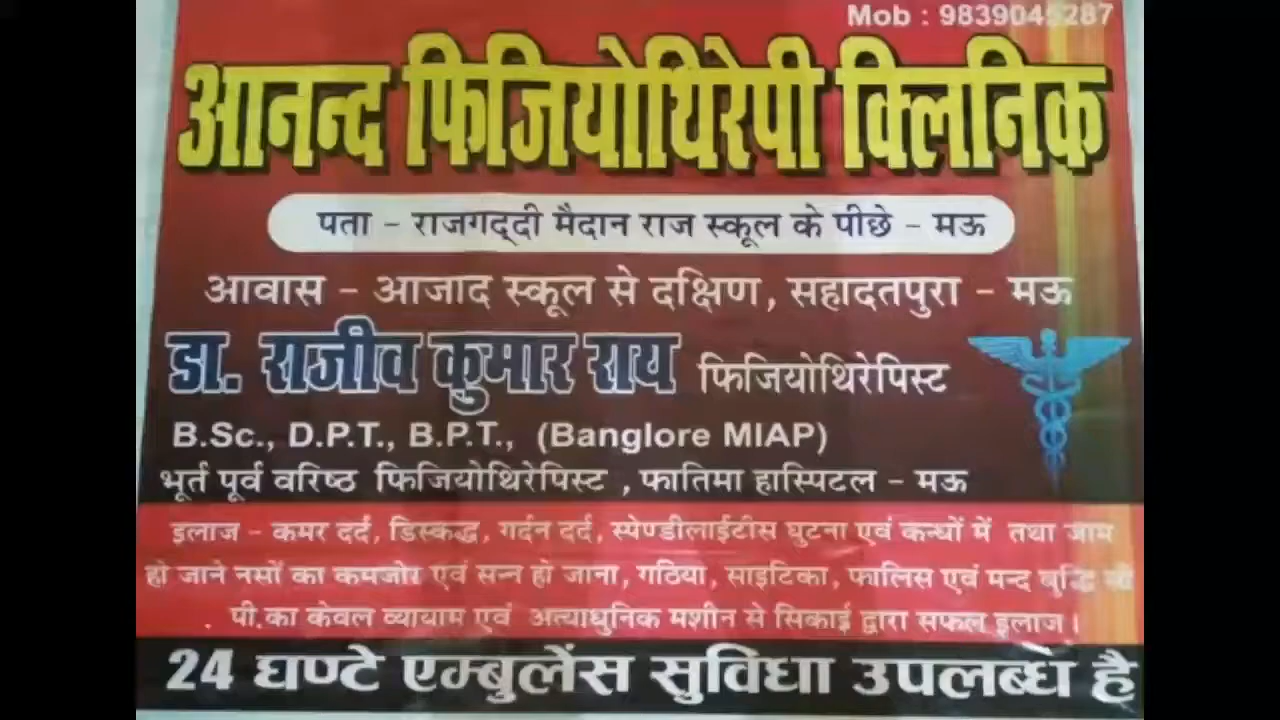 Mob : 9839045287
आनन्द फिजियोथिरेपी क्लिनिक
पता - राजगद्दी मैदान राज स्कूल के पीछे - मऊ
आवास - आजाद स्कूल से दक्षिण, सहादतपुरा - मऊ
डा. राजीव कुमार राय फिजियोथिरेपिस्ट
B.Sc., D.P.T., B.P.T., (Banglore MIAP)
भूर्त पूर्व वरिष्ठ फिजियोथिरेपिस्ट , फातिमा हास्पिटल - मऊ
इलाज - कमर दर्द, डिस्कद्ध, गर्दन दर्द, स्पेण्डीलाईटीस घुटना एवं कन्धों में तथा जाम
हो जाने नसों का कमजोर एवं सन्न हो जाना, गठिया, साइटिका, फालिस एवं मन्द बुद्धि
पी.का केवल व्यायाम एवं अत्याधुनिक मशीन से सिकाई द्वारा सफल इलाज।
24 घण्टे एम्बुलेंस सुविधा उपलब्ध है